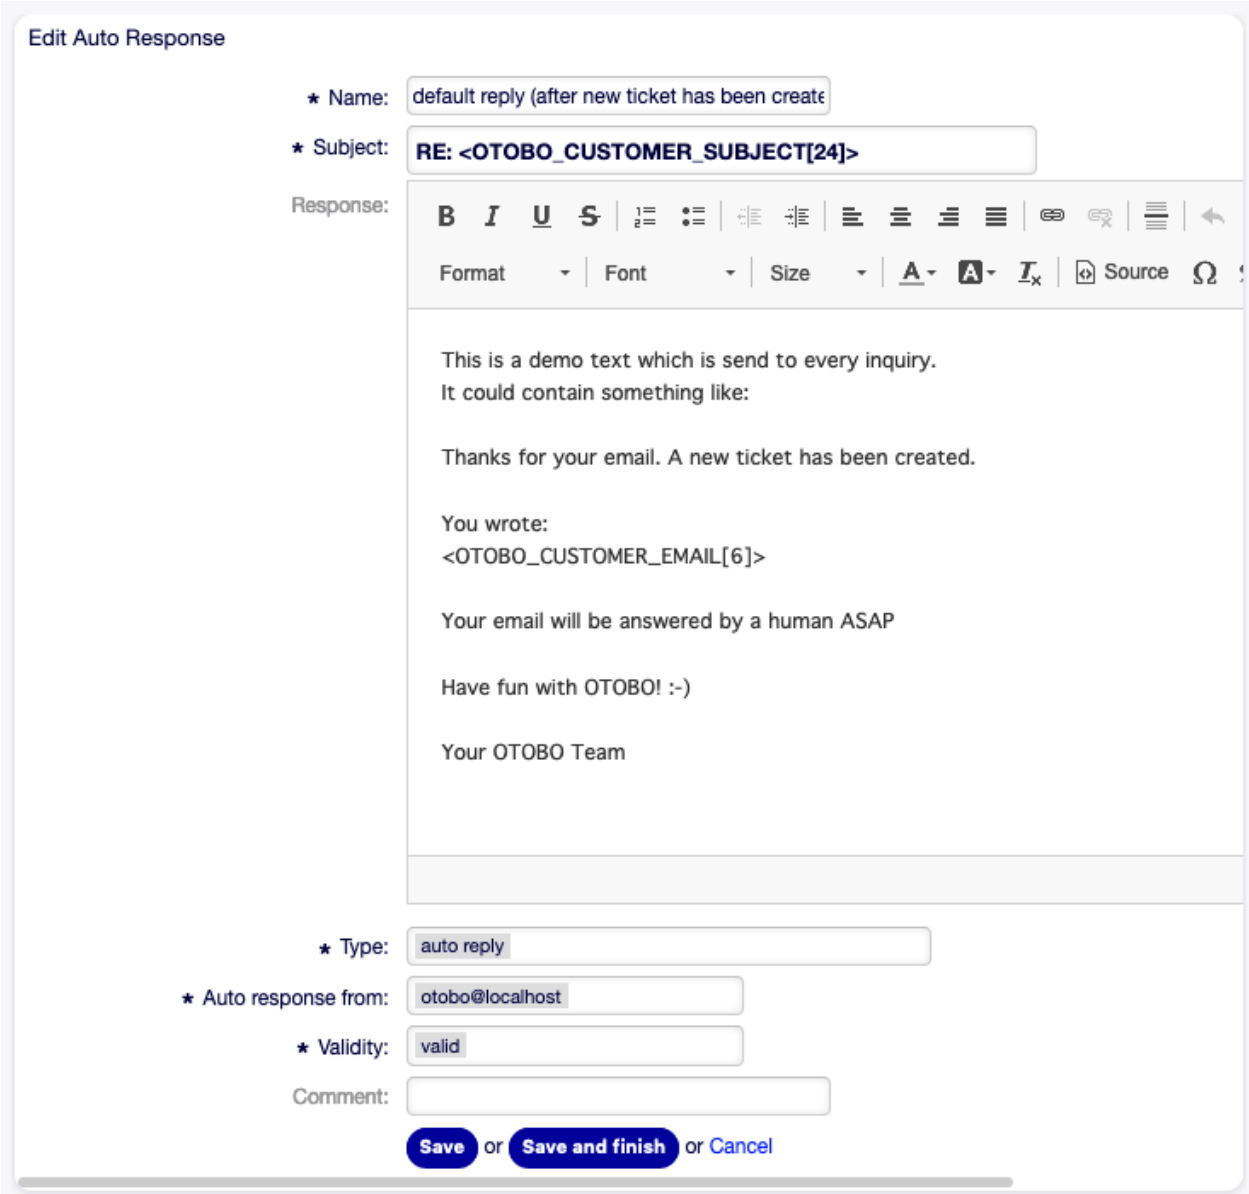 Edit Auto Response
★ Name: default reply (after new ticket has been create
★ Subject: RE: <OTOBO_CUSTOMER_SUBJECT[24]>
Response:
B I U S
Format Font Size A A Tx Source Ω
This is a demo text which is send to every inquiry.
It could contain something like:
Thanks for your email. A new ticket has been created.
You wrote:
<OTOBO_CUSTOMER_EMAIL[6]>
Your email will be answered by a human ASAP
Have fun with OTOBO! :-)
Your OTOBO Team
★ Type: auto reply
★ Auto response from: otobo@localhost
★ Validity: valid
Comment:
Save or Save and finish or Cancel